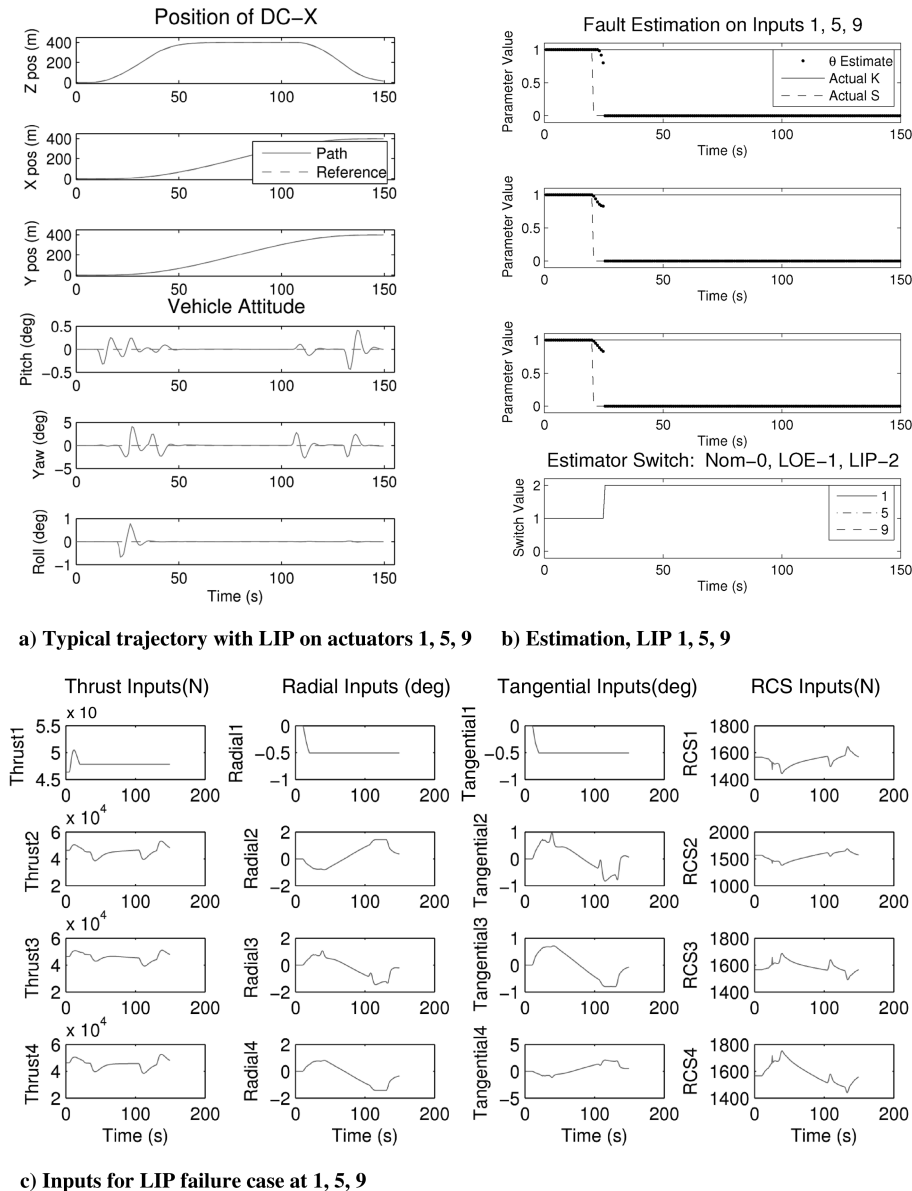 Position of DC-X
Z pos (m)
400
200
0
0 50 100 150
X pos (m)
400
200
0
Path
Reference
0 50 100 150
Y pos (m)
400
200
0
0 50 100 150
Vehicle Attitude
Pitch (deg)
0.5
0
−0.5
0 50 100 150
Yaw (deg)
5
0
−5
0 50 100 150
Roll (deg)
1
0
−1
0 50 100 150
Time (s)
a) Typical trajectory with LIP on actuators 1, 5, 9
Fault Estimation on Inputs 1, 5, 9
Parameter Value
1
0.5
0
θ Estimate
Actual K
Actual S
0 50 100 150
Time (s)
Parameter Value
1
0.5
0
0 50 100 150
Time (s)
Parameter Value
1
0.5
0
0 50 100 150
Time (s)
Estimator Switch: Nom−0, LOE−1, LIP−2
Switch Value
2
1
0
1
5
9
0 50 100 150
Time (s)
b) Estimation, LIP 1, 5, 9
Thrust Inputs(N)
Radial Inputs (deg)
Tangential Inputs(deg)
RCS Inputs(N)
x 10
Thrust1
5.5
5
4.5
0 100 200
Radial1
0
−0.5
−1
0 100 200
Tangential1
0
−0.5
−1
0 100 200
RCS1
1800
1600
1400
0 100 200
x 10⁴
Thrust2
6
4
2
0 100 200
Radial2
2
0
−2
0 100 200
Tangential2
1
0
−1
0 100 200
RCS2
2000
1500
1000
0 100 200
x 10⁴
Thrust3
6
4
2
0 100 200
Radial3
2
0
−2
0 100 200
Tangential3
1
0
−1
0 100 200
RCS3
1800
1600
1400
0 100 200
x 10⁴
Thrust4
6
4
2
0 100 200
Time (s)
Radial4
2
0
−2
0 100 200
Time (s)
Tangential4
5
0
−5
0 100 200
Time (s)
RCS4
1800
1600
1400
0 100 200
Time (s)
c) Inputs for LIP failure case at 1, 5, 9